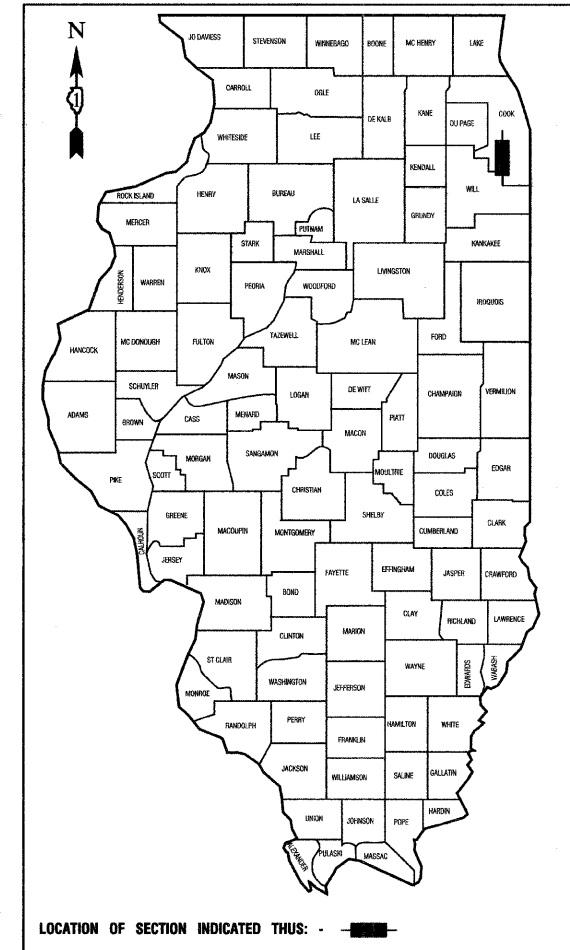 N
1
JO DAVIESS
STEVENSON
WINNEBAGO
BOONE
MC HENRY
LAKE
CARROLL
OGLE
DE KALB
KANE
DU PAGE
COOK
WHITESIDE
LEE
KENDALL
WILL
ROCK ISLAND
HENRY
BUREAU
LA SALLE
GRUNDY
MERCER
PUTNAM
STARK
MARSHALL
KANKAKEE
HENDERSON
WARREN
KNOX
PEORIA
WOODFORD
LIVINGSTON
IROQUOIS
HANCOCK
MC DONOUGH
FULTON
TAZEWELL
MC LEAN
FORD
SCHUYLER
MASON
LOGAN
DE WITT
CHAMPAIGN
VERMILION
ADAMS
BROWN
CASS
MENARD
MACON
PIATT
PIKE
SCOTT
MORGAN
SANGAMON
CHRISTIAN
MOULTRIE
DOUGLAS
EDGAR
COLES
CALHOUN
GREENE
MACOUPIN
MONTGOMERY
SHELBY
CUMBERLAND
CLARK
JERSEY
FAYETTE
EFFINGHAM
JASPER
CRAWFORD
MADISON
BOND
CLAY
RICHLAND
LAWRENCE
CLINTON
MARION
ST CLAIR
WAYNE
EDWARDS
WABASH
MONROE
WASHINGTON
JEFFERSON
RANDOLPH
PERRY
HAMILTON
WHITE
FRANKLIN
JACKSON
WILLIAMSON
SALINE
GALLATIN
UNION
JOHNSON
POPE
HARDIN
ALEXANDER
PULASKI
MASSAC
LOCATION OF SECTION INDICATED THUS: -